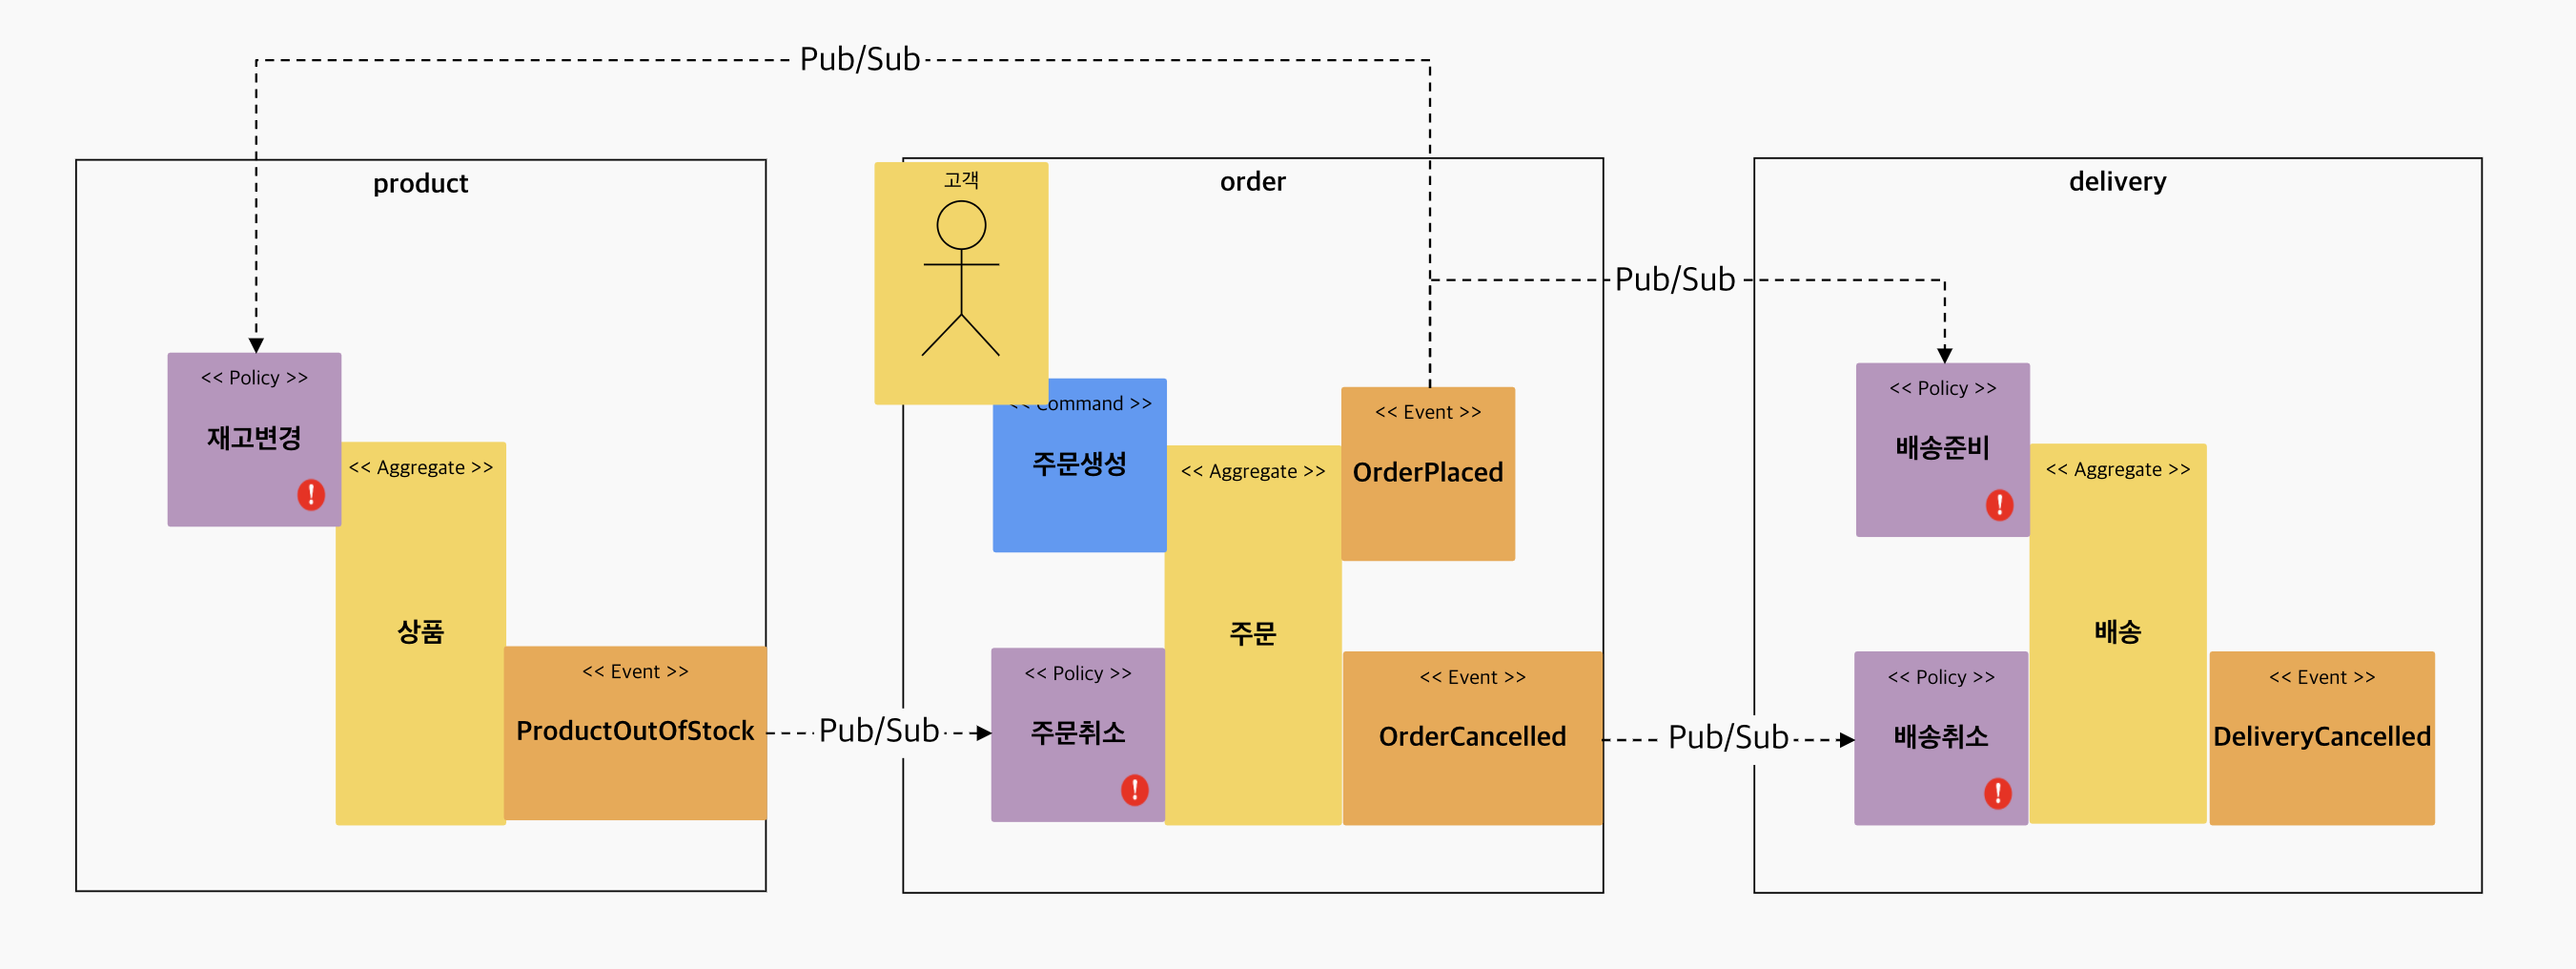 Pub/Sub
product
<< Policy >>
재고변경
<< Aggregate >>
상품
<< Event >>
ProductOutOfStock
Pub/Sub
order
고객
<< Command >>
주문생성
<< Aggregate >>
주문
<< Event >>
OrderPlaced
<< Policy >>
주문취소
<< Event >>
OrderCancelled
Pub/Sub
Pub/Sub
delivery
<< Policy >>
배송준비
<< Aggregate >>
배송
<< Policy >>
배송취소
<< Event >>
DeliveryCancelled